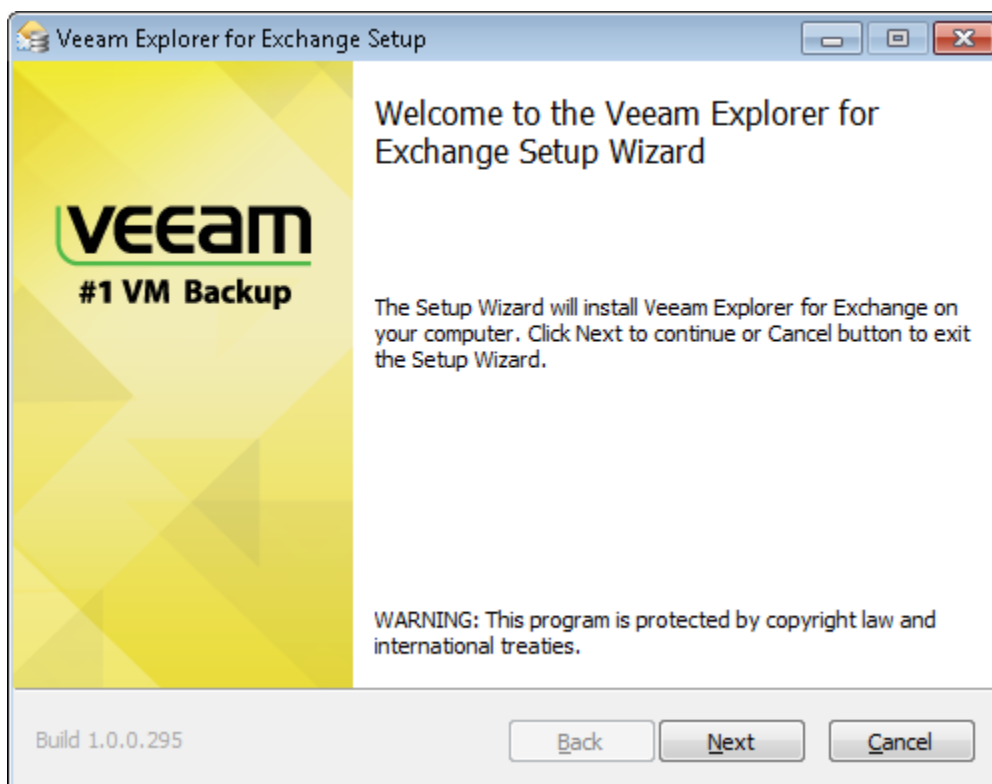 Veeam Explorer for Exchange Setup
Welcome to the Veeam Explorer for
Exchange Setup Wizard
veeam
#1 VM Backup
The Setup Wizard will install Veeam Explorer for Exchange on
your computer. Click Next to continue or Cancel button to exit
the Setup Wizard.
WARNING: This program is protected by copyright law and
international treaties.
Build 1.0.0.295
Back
Next
Cancel